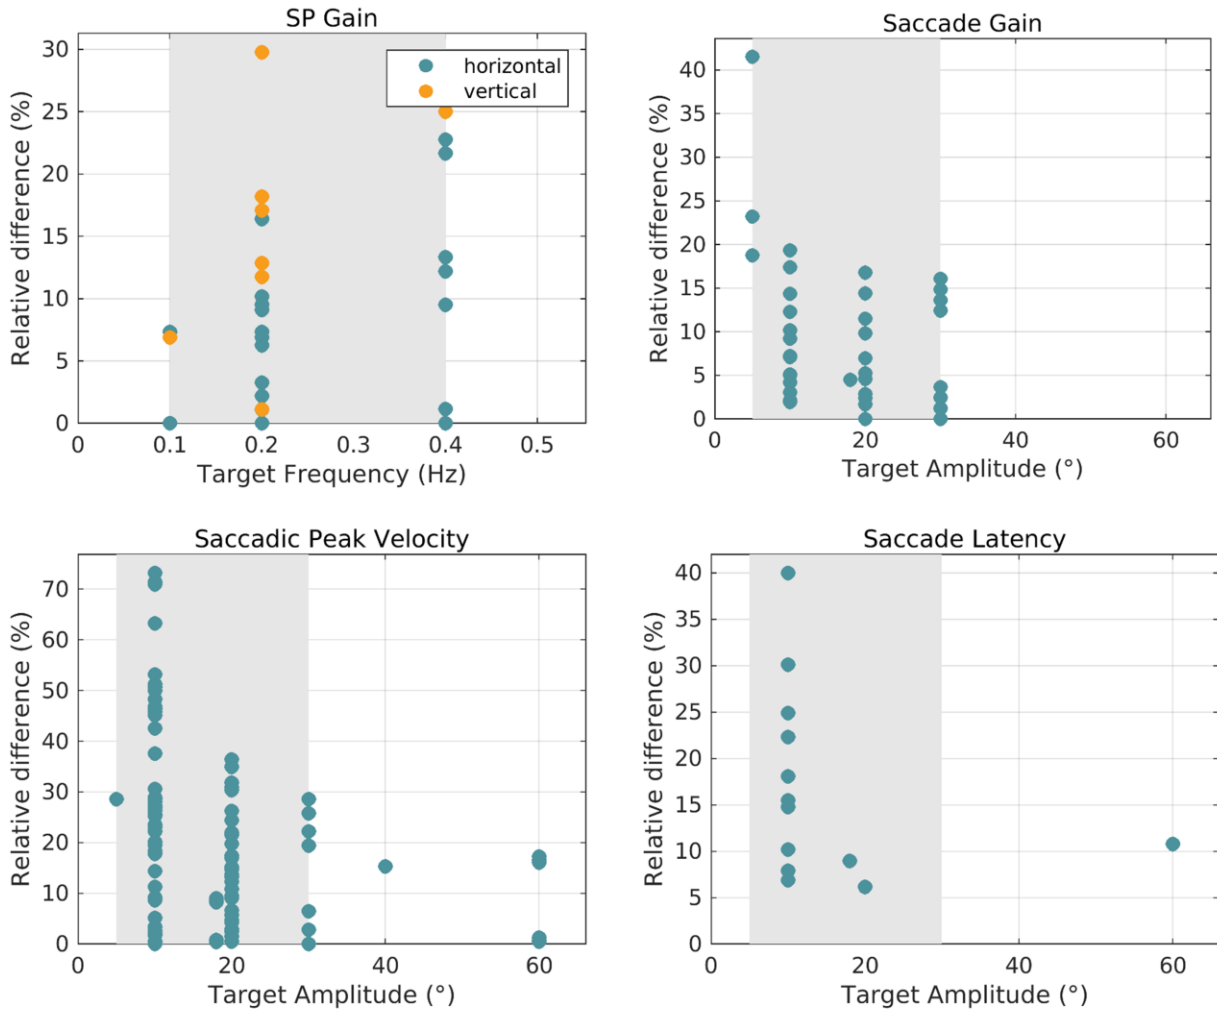 SP Gain
30
25
20
15
10
5
0
Relative difference (%)
horizontal
vertical
0 0.1 0.2 0.3 0.4 0.5
Target Frequency (Hz)
Saccade Gain
40
35
30
25
20
15
10
5
0
Relative difference (%)
0 20 40 60
Target Amplitude (°)
Saccadic Peak Velocity
70
60
50
40
30
20
10
0
Relative difference (%)
0 20 40 60
Target Amplitude (°)
Saccade Latency
40
35
30
25
20
15
10
5
0
Relative difference (%)
0 20 40 60
Target Amplitude (°)